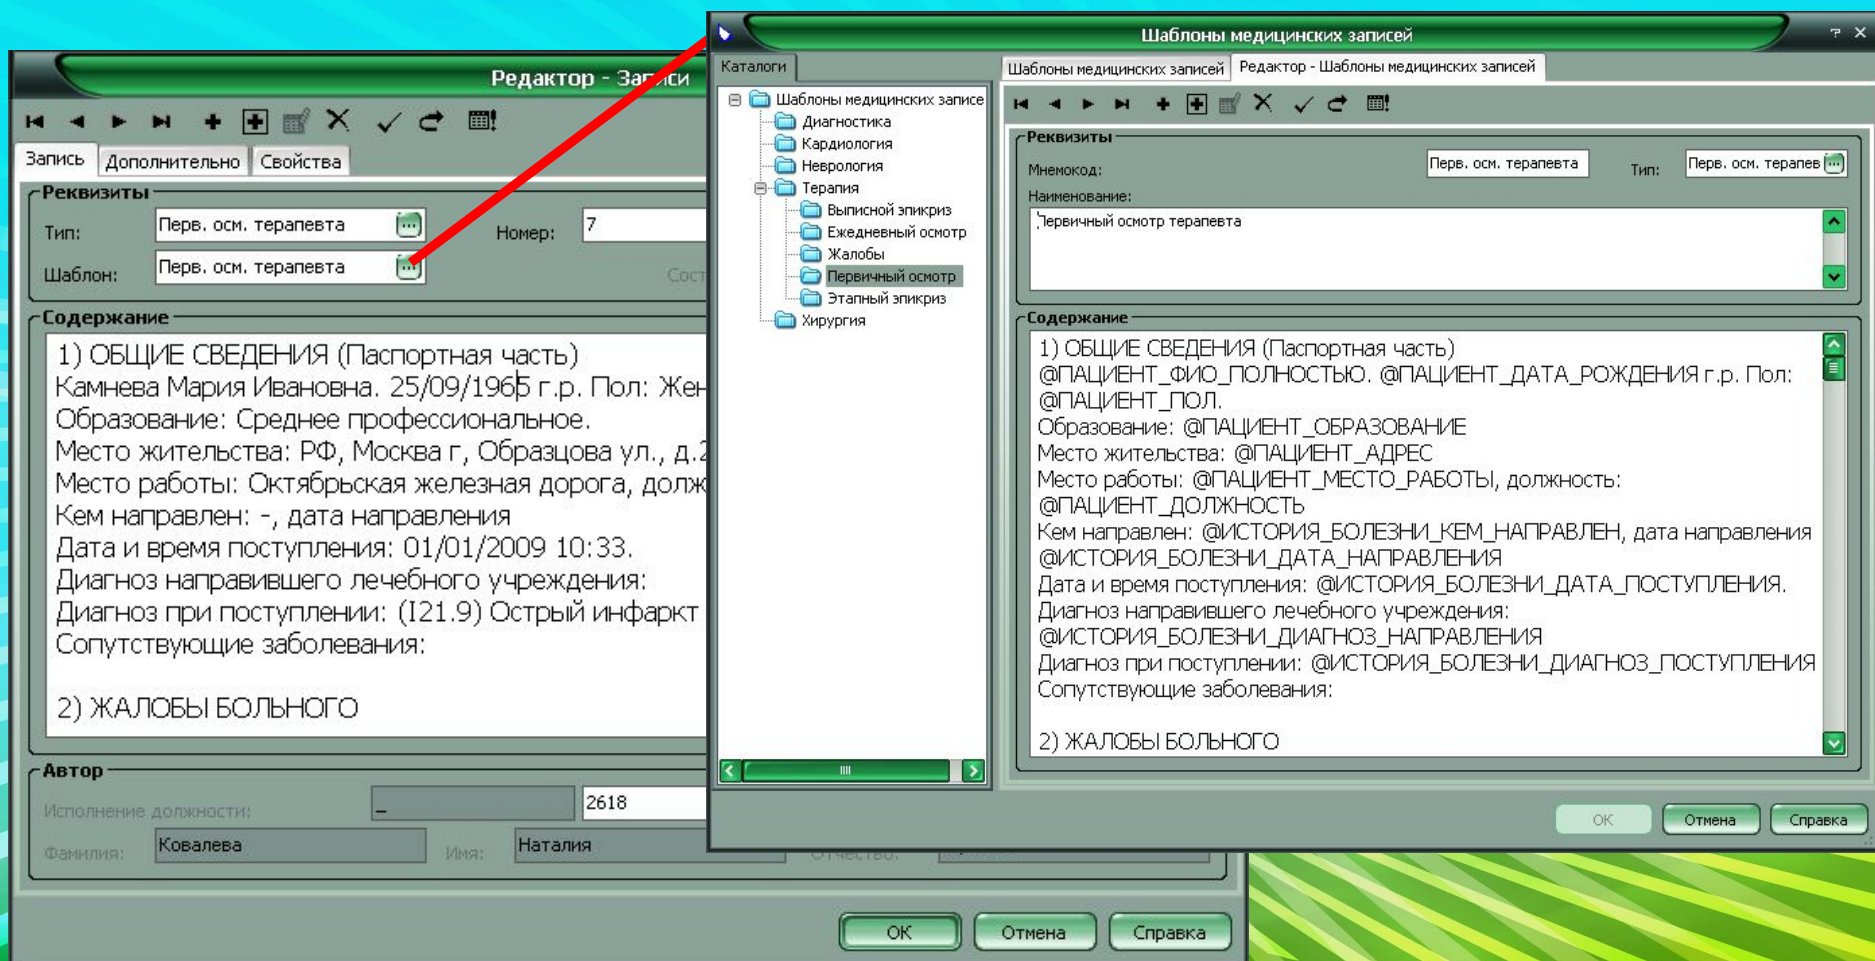 Редактор - Записи
Запись Дополнительно Свойства
Реквизиты
Тип: Перв. осм. терапевта Номер: 7
Шаблон: Перв. осм. терапевта
Содержание
1) ОБЩИЕ СВЕДЕНИЯ (Паспортная часть)
Камнева Мария Ивановна. 25/09/1965 г.р. Пол: Жен
Образование: Среднее профессиональное.
Место жительства: РФ, Москва г, Образцова ул., д.2
Место работы: Октябрьская железная дорога, долж
Кем направлен: -, дата направления
Дата и время поступления: 01/01/2009 10:33.
Диагноз направившего лечебного учреждения:
Диагноз при поступлении: (I21.9) Острый инфаркт
Сопутствующие заболевания:
2) ЖАЛОБЫ БОЛЬНОГО
Автор
Исполнение должности: _ 2618
Фамилия: Ковалева Имя: Наталия Отчество:
ОК Отмена Справка
Шаблоны медицинских записей
Каталоги
Шаблоны медицинских записе
Диагностика
Кардиология
Неврология
Терапия
Выписной эпикриз
Ежедневный осмотр
Жалобы
Первичный осмотр
Этапный эпикриз
Хирургия
Шаблоны медицинских записей Редактор - Шаблоны медицинских записей
Реквизиты
Мнемокод: Перв. осм. терапевта Тип: Перв. осм. терапев
Наименование:
Первичный осмотр терапевта
Содержание
1) ОБЩИЕ СВЕДЕНИЯ (Паспортная часть)
@ПАЦИЕНТ_ФИО_ПОЛНОСТЬЮ. @ПАЦИЕНТ_ДАТА_РОЖДЕНИЯ г.р. Пол:
@ПАЦИЕНТ_ПОЛ.
Образование: @ПАЦИЕНТ_ОБРАЗОВАНИЕ
Место жительства: @ПАЦИЕНТ_АДРЕС
Место работы: @ПАЦИЕНТ_МЕСТО_РАБОТЫ, должность:
@ПАЦИЕНТ_ДОЛЖНОСТЬ
Кем направлен: @ИСТОРИЯ_БОЛЕЗНИ_КЕМ_НАПРАВЛЕН, дата направления
@ИСТОРИЯ_БОЛЕЗНИ_ДАТА_НАПРАВЛЕНИЯ
Дата и время поступления: @ИСТОРИЯ_БОЛЕЗНИ_ДАТА_ПОСТУПЛЕНИЯ.
Диагноз направившего лечебного учреждения:
@ИСТОРИЯ_БОЛЕЗНИ_ДИАГНОЗ_НАПРАВЛЕНИЯ
Диагноз при поступлении: @ИСТОРИЯ_БОЛЕЗНИ_ДИАГНОЗ_ПОСТУПЛЕНИЯ
Сопутствующие заболевания:
2) ЖАЛОБЫ БОЛЬНОГО
ОК Отмена Справка